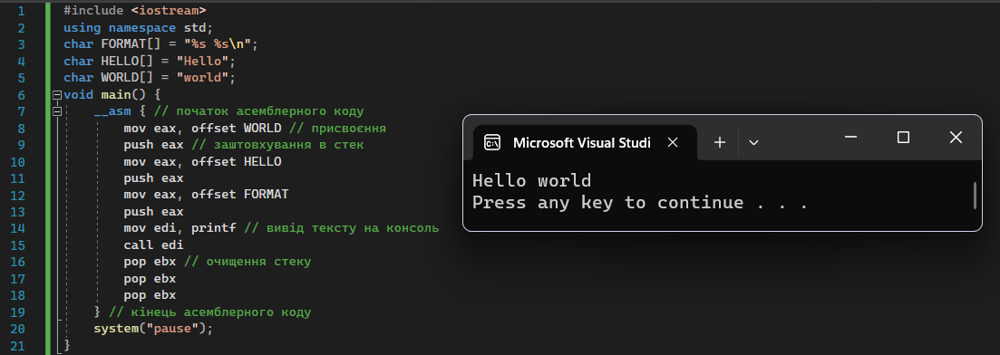 1 #include <iostream>
2 using namespace std;
3 char FORMAT[] = "%s %s\n";
4 char HELLO[] = "Hello";
5 char WORLD[] = "world";
6 void main() {
7 __asm { // початок асемблерного коду
8 mov eax, offset WORLD // присвоєння
9 push eax // заштовхування в стек
10 mov eax, offset HELLO
11 push eax
12 mov eax, offset FORMAT
13 push eax
14 mov edi, printf // вивід тексту на консоль
15 call edi
16 pop ebx // очищення стеку
17 pop ebx
18 pop ebx
19 } // кінець асемблерного коду
20 system("pause");
21 }
Microsoft Visual Studi
Hello world
Press any key to continue . . .